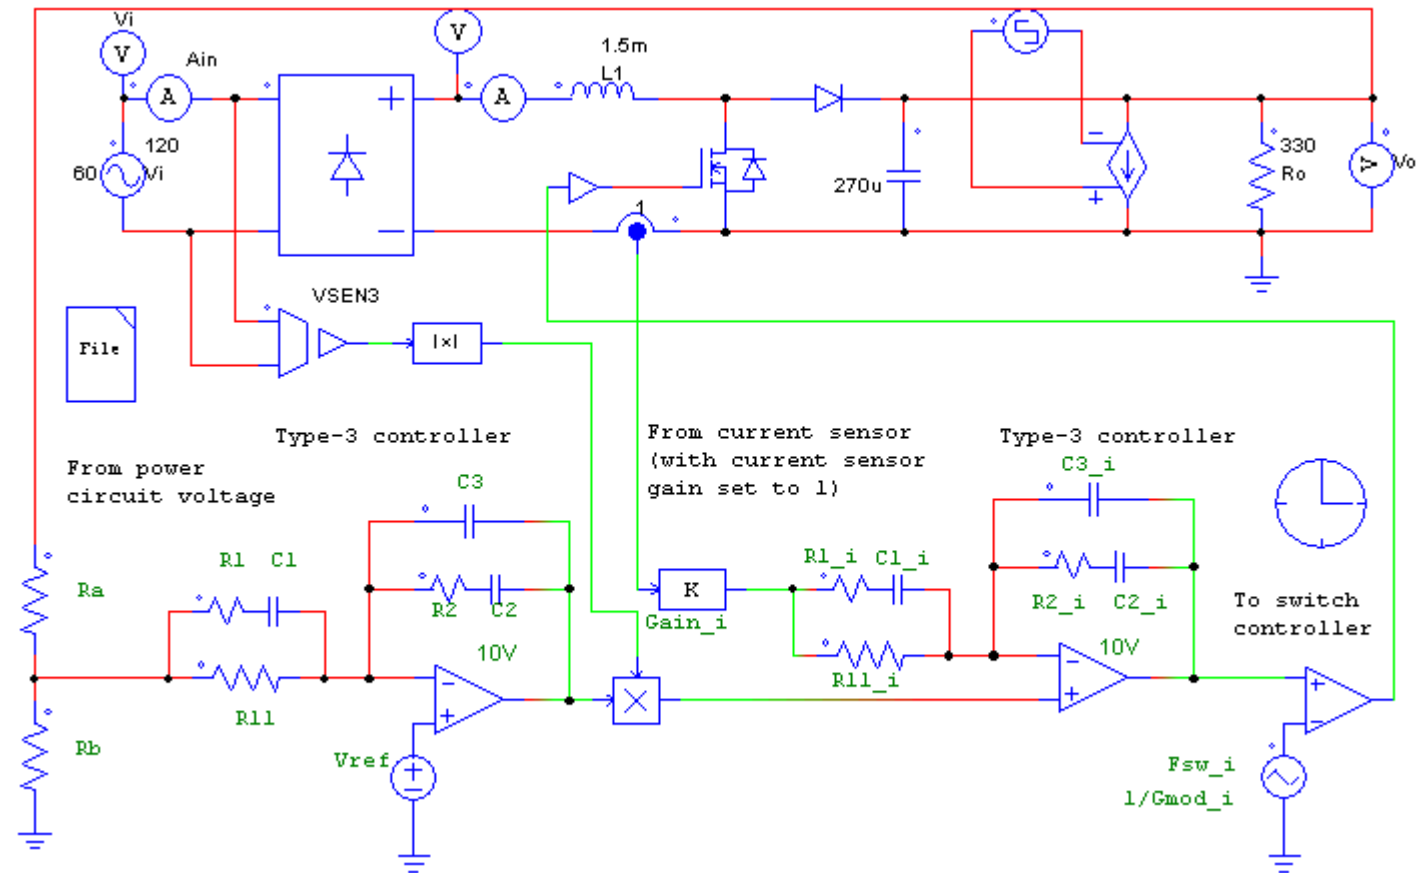 Vi
V
Ain
A
120
60
Vi
V
A
1.5m
L1
1
270u
330
Ro
V
Vo
VSEN3
|x|
File
From power
circuit voltage
Type-3 controller
From current sensor
(with current sensor
gain set to 1)
Type-3 controller
C3
C3_i
R1 C1
R2 C2
R1_i C1_i
R2_i C2_i
Ra
K
Gain_i
To switch
controller
10V
10V
R11
R11_i
Rb
Vref
Fsw_i
1/Gmod_i